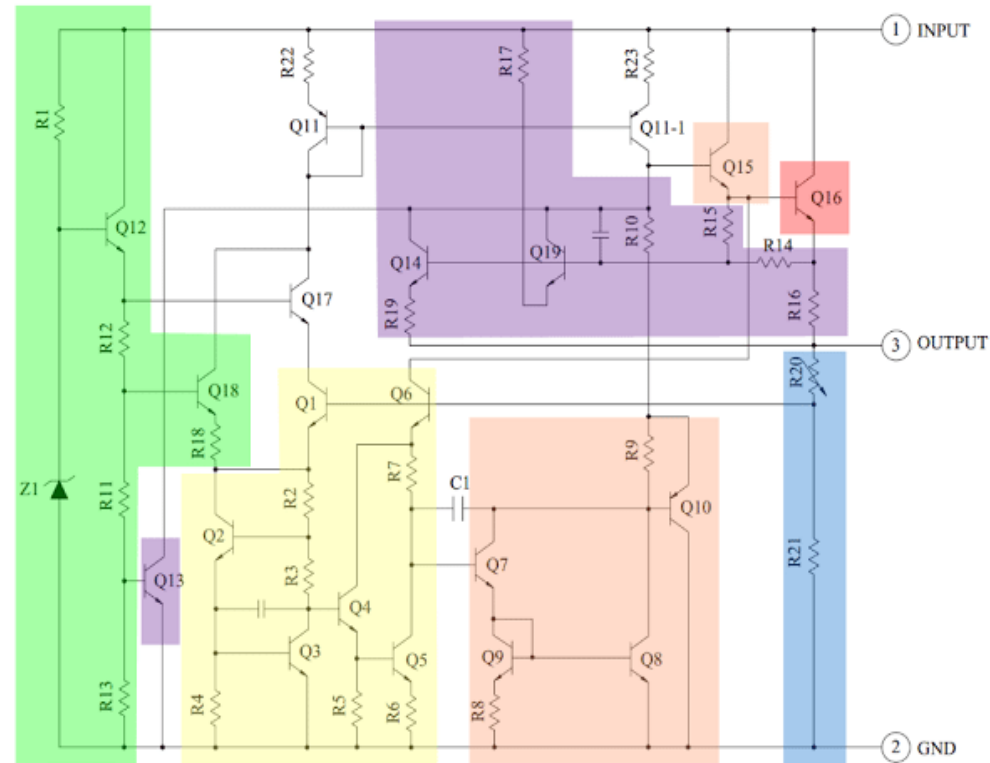 1 INPUT
R22
R17
R23
R1
Q11
Q11-1
Q15
Q16
Q12
R10
R15
R14
Q14
Q19
Q17
R19
R16
R12
3 OUTPUT
R20
Q18
Q1
Q6
R18
R9
R7
C1
Z1
R11
R2
Q10
Q2
R21
Q7
R3
Q13
Q4
Q3
Q5
Q9
Q8
R13
R4
R5
R6
R8
2 GND